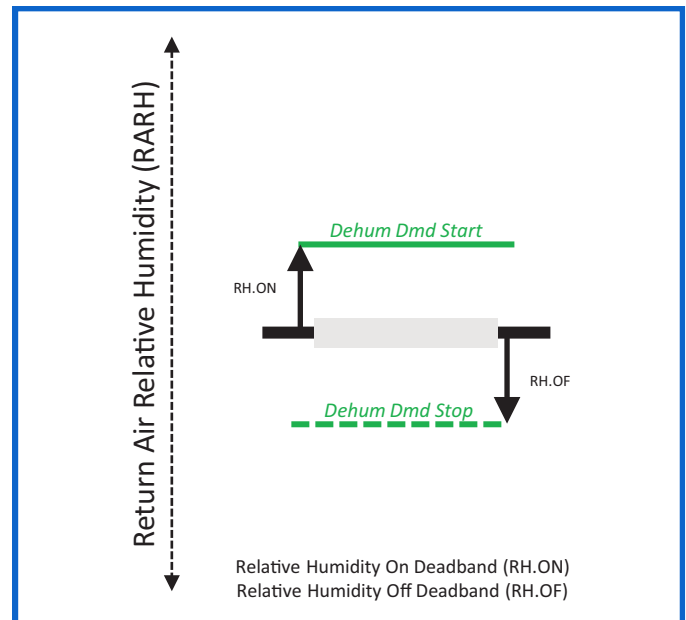 Return Air Relative Humidity (RARH)
Dehum Dmd Start
RH.ON
RH.OF
Dehum Dmd Stop
Relative Humidity On Deadband (RH.ON)
Relative Humidity Off Deadband (RH.OF)